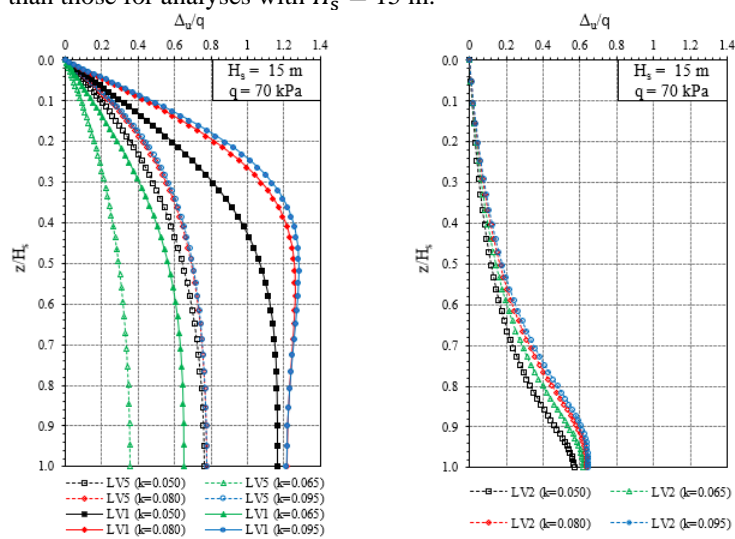 than those for analyses with Hₛ = 15 m.
Δᵤ/q
0 0.2 0.4 0.6 0.8 1 1.2 1.4
Hₛ = 15 m
q = 70 kPa
0.0
0.1
0.2
0.3
0.4
0.5
0.6
0.7
0.8
0.9
1.0
z/Hₛ
LV5 (k=0.050) LV5 (k=0.065)
LV5 (k=0.080) LV5 (k=0.095)
LV1 (k=0.050) LV1 (k=0.065)
LV1 (k=0.080) LV1 (k=0.095)
Δᵤ/q
0 0.2 0.4 0.6 0.8 1 1.2 1.4
Hₛ = 15 m
q = 70 kPa
0.0
0.1
0.2
0.3
0.4
0.5
0.6
0.7
0.8
0.9
1.0
z/Hₛ
LV2 (k=0.050) LV2 (k=0.065)
LV2 (k=0.080) LV2 (k=0.095)